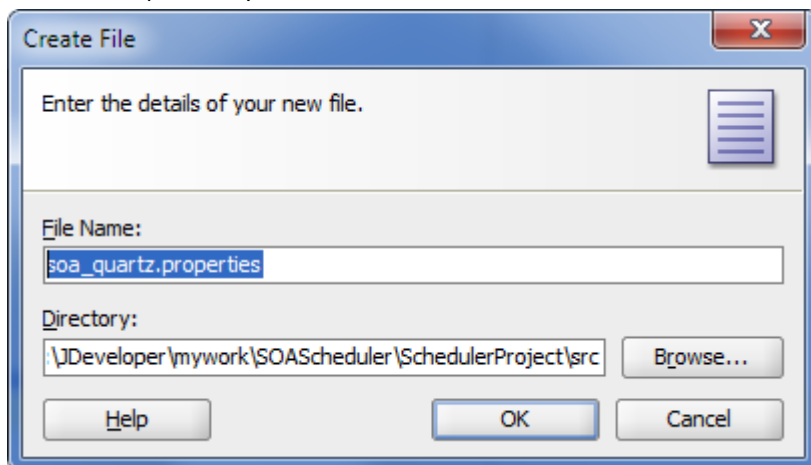 Create File
Enter the details of your new file.
File Name:
soa_quartz.properties
Directory:
:\JDeveloper\mywork\SOAScheduler\SchedulerProject\src
Browse...
Help
OK
Cancel